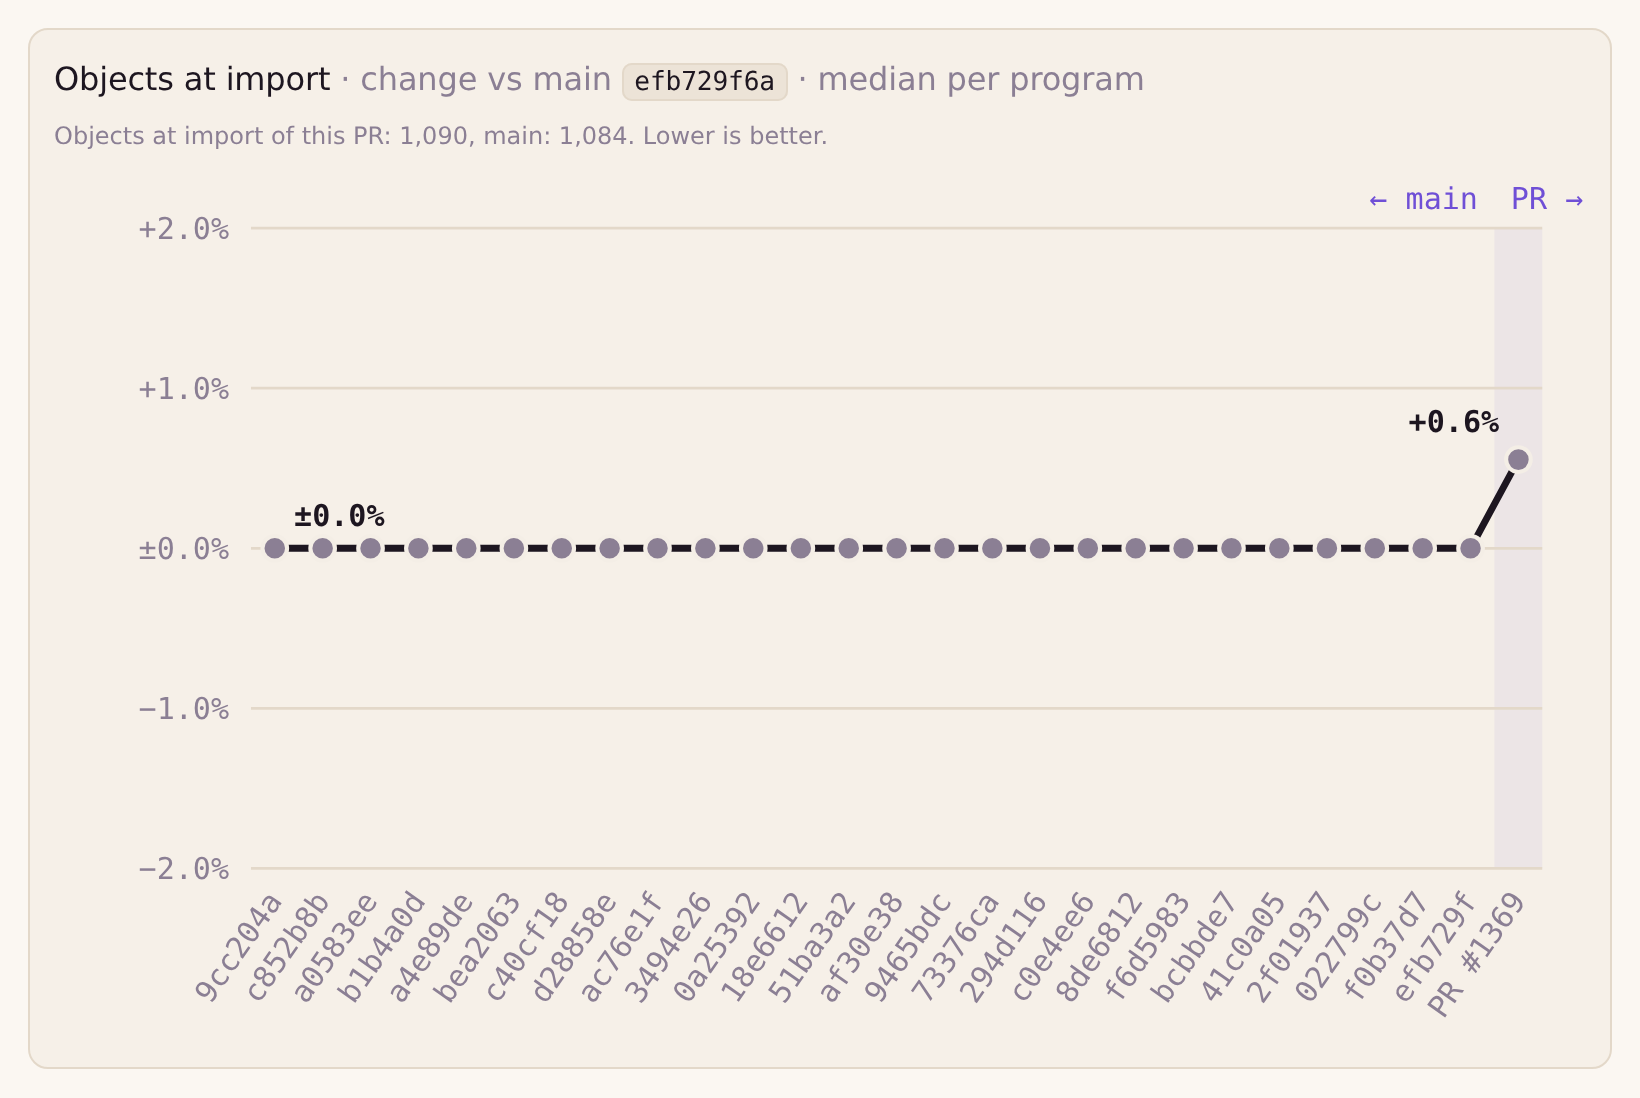 Objects at import · change vs main efb729f6a · median per program
Objects at import of this PR: 1,090, main: 1,084. Lower is better.
← main PR →
+2.0%
+1.0%
+0.6%
±0.0%
±0.0%
−1.0%
−2.0%
9cc204a
c852b8b
a0583ee
b1b4a0d
a4e89de
bea2063
c40cf18
d28858e
ac76e1f
3494e26
0a25392
18e6612
51ba3a2
af30e38
9465bdc
73376ca
294d116
c0e4ee6
8de6812
f6d5983
bcbbde7
41c0a05
2f01937
022799c
f0b37d7
efb729f
PR #1369